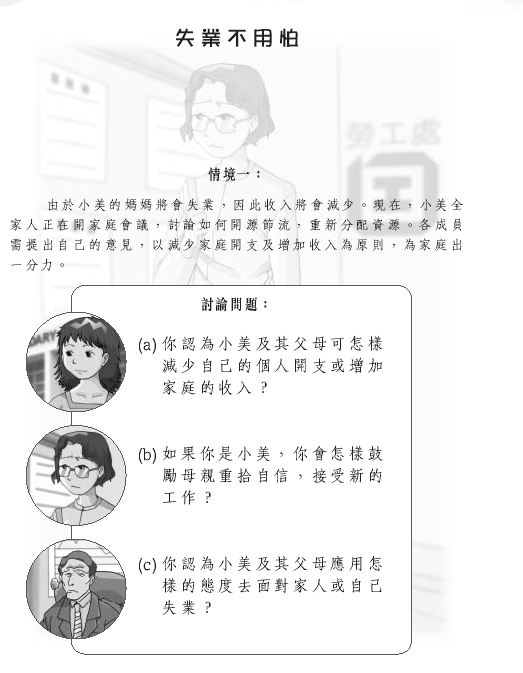 失業不用怕
勞工處
情境一：
由於小美的媽媽將會失業，因此收入將會減少。現在，小美全
家人正在開家庭會議，討論如何開源節流，重新分配資源。各成員
需提出自己的意見，以減少家庭開支及增加收入為原則，為家庭出
一分力。
討論問題：
(a) 你認為小美及其父母可怎樣
減少自己的個人開支或增加
家庭的收入？
(b) 如果你是小美，你會怎樣鼓
勵母親重拾自信，接受新的
工作？
(c) 你認為小美及其父母應用怎
樣的態度去面對家人或自己
失業？